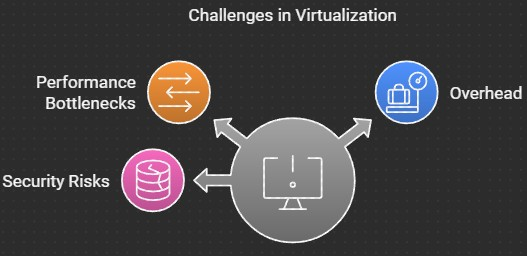 Challenges in Virtualization
Performance
Bottlenecks
Overhead
Security Risks